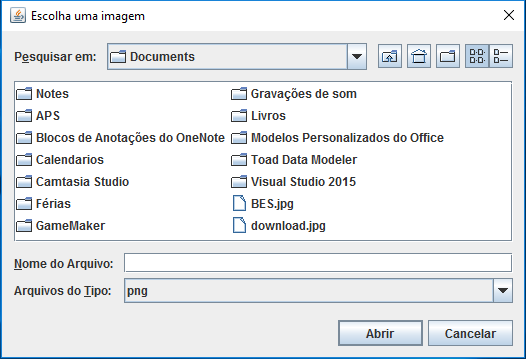 Escolha uma imagem
Pesquisar em: Documents
Notes
APS
Blocos de Anotações do OneNote
Calendarios
Camtasia Studio
Férias
GameMaker
Gravações de som
Livros
Modelos Personalizados do Office
Toad Data Modeler
Visual Studio 2015
BES.jpg
download.jpg
Nome do Arquivo:
Arquivos do Tipo: png
Abrir Cancelar